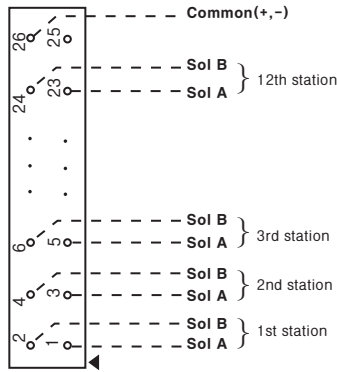 Common(+,-)
26 25
Sol B
12th station
24 23
Sol A
Sol B
3rd station
6 5
Sol A
Sol B
2nd station
4 3
Sol A
Sol B
1st station
2 1
Sol A